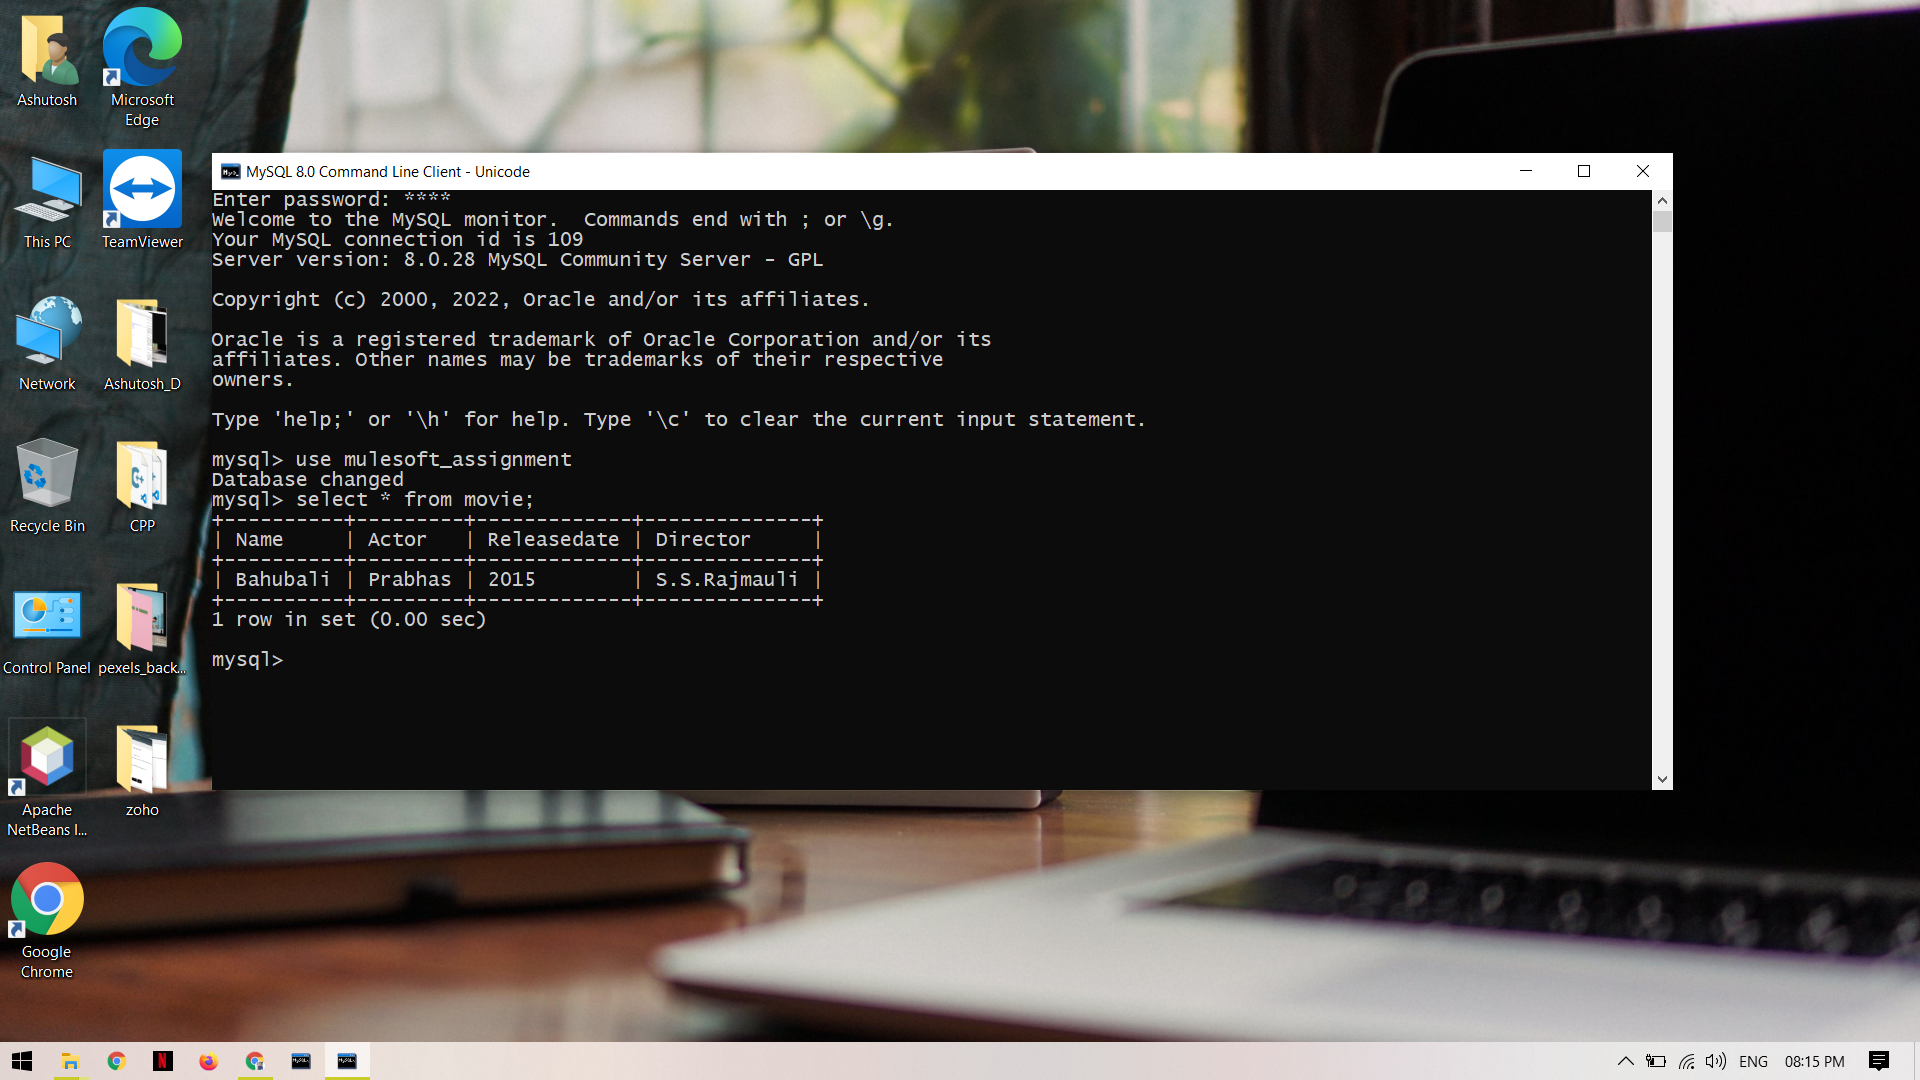 Ashutosh
Microsoft
Edge
This PC
TeamViewer
Network
Ashutosh_D
Recycle Bin
CPP
Control Panel
pexels_back...
Apache
NetBeans I...
zoho
Google
Chrome
MySQL 8.0 Command Line Client - Unicode
Enter password: ****
Welcome to the MySQL monitor.  Commands end with ; or \g.
Your MySQL connection id is 109
Server version: 8.0.28 MySQL Community Server - GPL
Copyright (c) 2000, 2022, Oracle and/or its affiliates.
Oracle is a registered trademark of Oracle Corporation and/or its
affiliates. Other names may be trademarks of their respective
owners.
Type 'help;' or '\h' for help. Type '\c' to clear the current input statement.
mysql> use mulesoft_assignment
Database changed
mysql> select * from movie;
+----------+---------+-------------+--------------+
| Name     | Actor   | Releasedate | Director     |
+----------+---------+-------------+--------------+
| Bahubali | Prabhas | 2015        | S.S.Rajmauli |
+----------+---------+-------------+--------------+
1 row in set (0.00 sec)
mysql>
ENG 08:15 PM